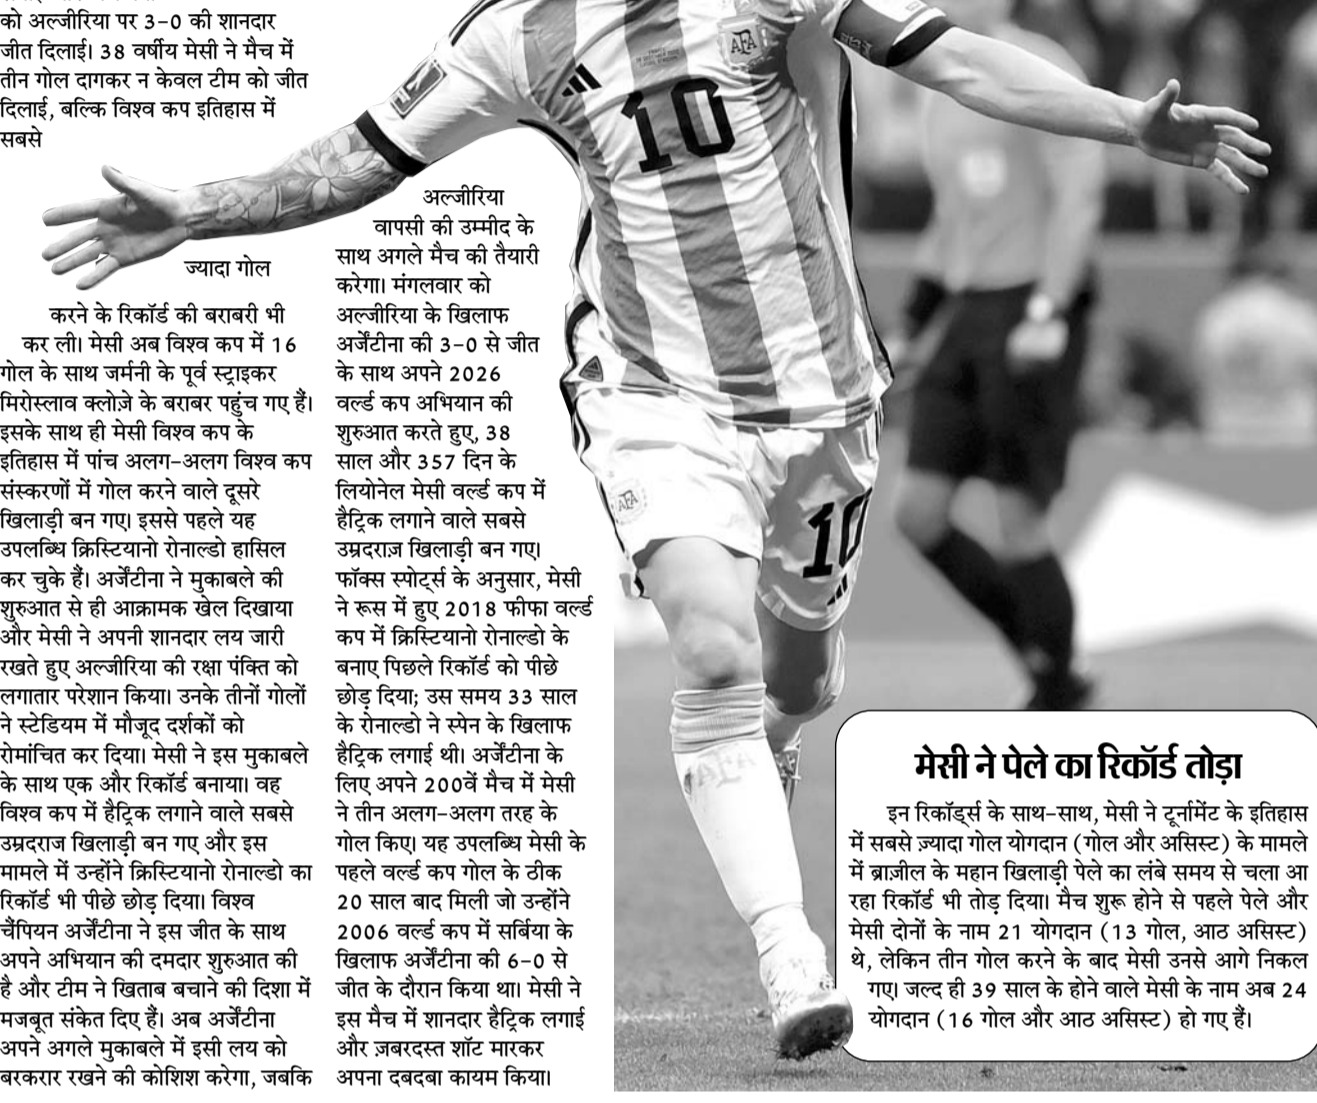 को अल्जीरिया पर 3-0 की शानदार
जीत दिलाई। 38 वर्षीय मेसी ने मैच में
तीन गोल दागकर न केवल टीम को जीत
दिलाई, बल्कि विश्व कप इतिहास में
सबसे
ज्यादा गोल
करने के रिकॉर्ड की बराबरी भी
कर ली। मेसी अब विश्व कप में 16
गोल के साथ जर्मनी के पूर्व स्ट्राइकर
मिरोस्लाव क्लोज़े के बराबर पहुंच गए हैं।
इसके साथ ही मेसी विश्व कप के
इतिहास में पांच अलग-अलग विश्व कप
संस्करणों में गोल करने वाले दूसरे
खिलाड़ी बन गए। इससे पहले यह
उपलब्धि क्रिस्टियानो रोनाल्डो हासिल
कर चुके हैं। अर्जेंटीना ने मुकाबले की
शुरुआत से ही आक्रामक खेल दिखाया
और मेसी ने अपनी शानदार लय जारी
रखते हुए अल्जीरिया की रक्षा पंक्ति को
लगातार परेशान किया। उनके तीनों गोलों
ने स्टेडियम में मौजूद दर्शकों को
रोमांचित कर दिया। मेसी ने इस मुकाबले
के साथ एक और रिकॉर्ड बनाया। वह
विश्व कप में हैट्रिक लगाने वाले सबसे
उम्रदराज खिलाड़ी बन गए और इस
मामले में उन्होंने क्रिस्टियानो रोनाल्डो का
रिकॉर्ड भी पीछे छोड़ दिया। विश्व
चैंपियन अर्जेंटीना ने इस जीत के साथ
अपने अभियान की दमदार शुरुआत की
है और टीम ने खिताब बचाने की दिशा में
मजबूत संकेत दिए हैं। अब अर्जेंटीना
अपने अगले मुकाबले में इसी लय को
बरकरार रखने की कोशिश करेगा, जबकि
अल्जीरिया
वापसी की उम्मीद के
साथ अगले मैच की तैयारी
करेगा। मंगलवार को
अल्जीरिया के खिलाफ
अर्जेंटीना की 3-0 से जीत
के साथ अपने 2026
वर्ल्ड कप अभियान की
शुरुआत करते हुए, 38
साल और 357 दिन के
लियोनेल मेसी वर्ल्ड कप में
हैट्रिक लगाने वाले सबसे
उम्रदराज़ खिलाड़ी बन गए।
फॉक्स स्पोर्ट्स के अनुसार, मेसी
ने रूस में हुए 2018 फीफा वर्ल्ड
कप में क्रिस्टियानो रोनाल्डो के
बनाए पिछले रिकॉर्ड को पीछे
छोड़ दिया; उस समय 33 साल
के रोनाल्डो ने स्पेन के खिलाफ
हैट्रिक लगाई थी। अर्जेंटीना के
लिए अपने 200वें मैच में मेसी
ने तीन अलग-अलग तरह के
गोल किए। यह उपलब्धि मेसी के
पहले वर्ल्ड कप गोल के ठीक
20 साल बाद मिली जो उन्होंने
2006 वर्ल्ड कप में सर्बिया के
खिलाफ अर्जेंटीना की 6-0 से
जीत के दौरान किया था। मेसी ने
इस मैच में शानदार हैट्रिक लगाई
और ज़बरदस्त शॉट मारकर
अपना दबदबा कायम किया।
AFA
10
AFA
10
मेसी ने पेले का रिकॉर्ड तोड़ा
इन रिकॉर्ड्स के साथ-साथ, मेसी ने टूर्नामेंट के इतिहास
में सबसे ज़्यादा गोल योगदान (गोल और असिस्ट) के मामले
में ब्राज़ील के महान खिलाड़ी पेले का लंबे समय से चला आ
रहा रिकॉर्ड भी तोड़ दिया। मैच शुरू होने से पहले पेले और
मेसी दोनों के नाम 21 योगदान (13 गोल, आठ असिस्ट)
थे, लेकिन तीन गोल करने के बाद मेसी उनसे आगे निकल
गए। जल्द ही 39 साल के होने वाले मेसी के नाम अब 24
योगदान (16 गोल और आठ असिस्ट) हो गए हैं।